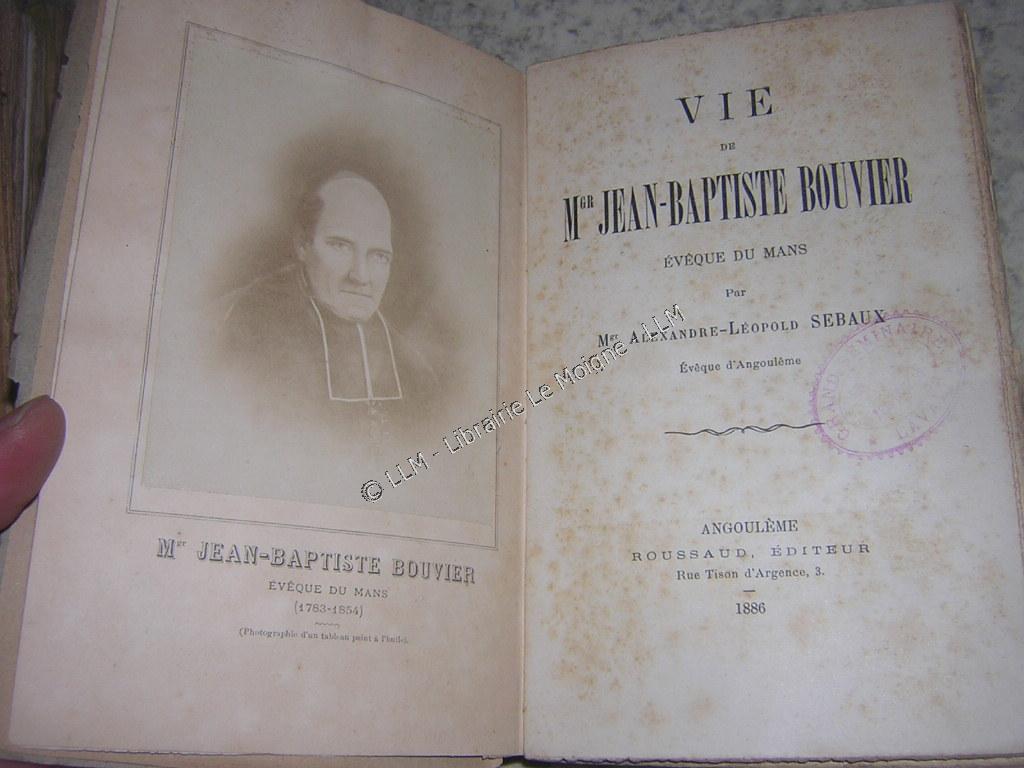 Mgr JEAN-BAPTISTE BOUVIER
ÉVÊQUE DU MANS
(1783-1854)
(Photographie d'un tableau peint à l'huile).
VIE
DE
MGR JEAN-BAPTISTE BOUVIER
ÉVÊQUE DU MANS
Par
Mgr ALEXANDRE-LÉOPOLD SEBAUX
Évêque d'Angoulême
GRAND SÉMINAIRE
LAVAL
ANGOULÊME
ROUSSAUD, ÉDITEUR
Rue Tison d'Argence, 3.
1886
© LLM - Librairie Le Moigne - LLM